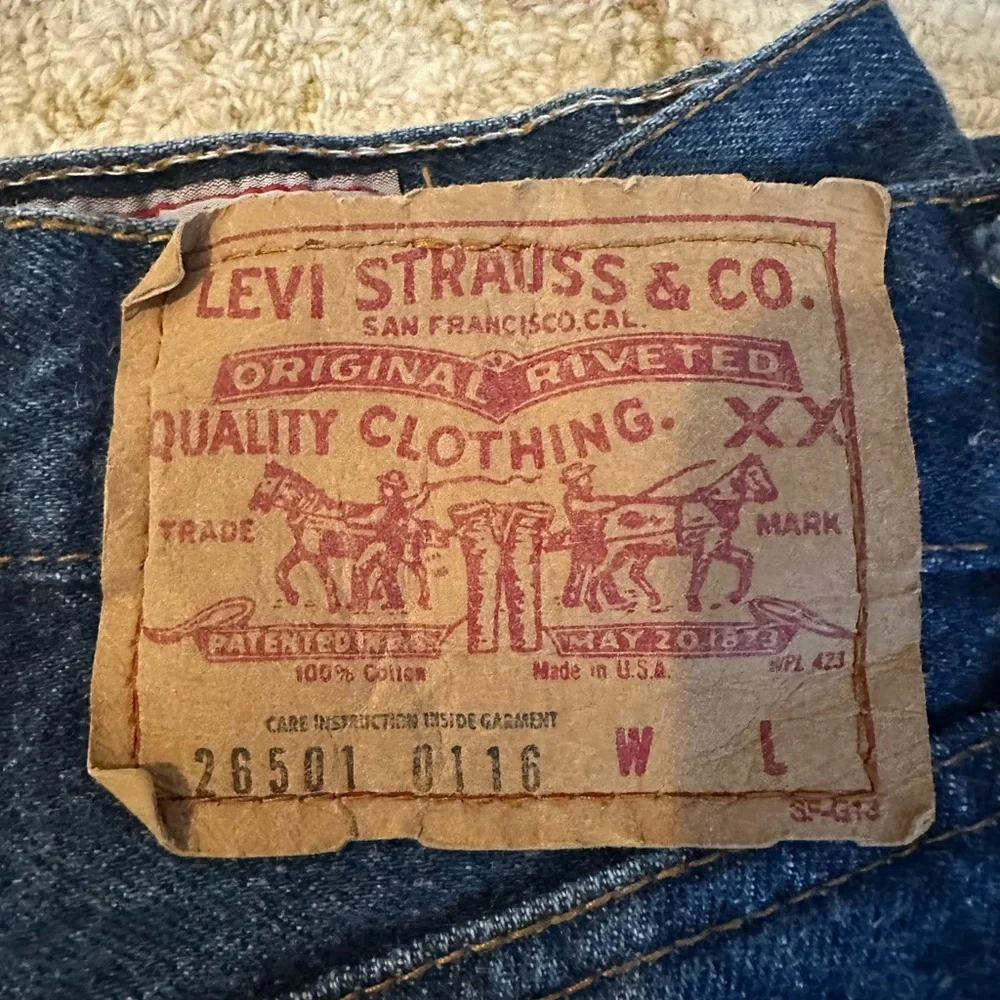 LEVI STRAUSS & CO.
SAN FRANCISCO, CAL.
ORIGINAL RIVETED
QUALITY CLOTHING. XX
TRADE MARK
PATENTED IN U.S. MAY 20 1873
100% Cotton Made in U.S.A. WPL 423
CARE INSTRUCTION INSIDE GARMENT
26501 0116 W L